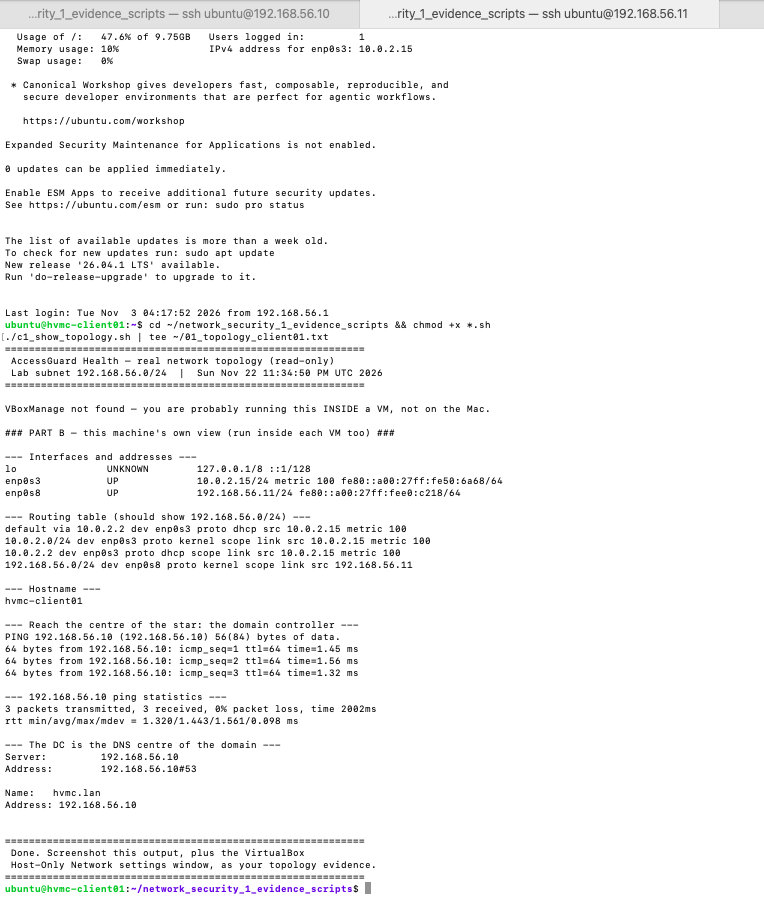 ...rity_1_evidence_scripts — ssh ubuntu@192.168.56.10
...rity_1_evidence_scripts — ssh ubuntu@192.168.56.11
Usage of /:   47.6% of 9.75GB   Users logged in:         1
Memory usage: 10%               IPv4 address for enp0s3: 10.0.2.15
Swap usage:   0%
* Canonical Workshop gives developers fast, composable, reproducible, and
secure developer environments that are perfect for agentic workflows.
https://ubuntu.com/workshop
Expanded Security Maintenance for Applications is not enabled.
0 updates can be applied immediately.
Enable ESM Apps to receive additional future security updates.
See https://ubuntu.com/esm or run: sudo pro status
The list of available updates is more than a week old.
To check for new updates run: sudo apt update
New release '26.04.1 LTS' available.
Run 'do-release-upgrade' to upgrade to it.
Last login: Tue Nov  3 04:17:52 2026 from 192.168.56.1
ubuntu@hvmc-client01:~$ cd ~/network_security_1_evidence_scripts && chmod +x *.sh
[./c1_show_topology.sh | tee ~/01_topology_client01.txt
============================================================
AccessGuard Health — real network topology (read-only)
Lab subnet 192.168.56.0/24  |  Sun Nov 22 11:34:50 PM UTC 2026
============================================================
VBoxManage not found — you are probably running this INSIDE a VM, not on the Mac.
### PART B — this machine's own view (run inside each VM too) ###
--- Interfaces and addresses ---
lo               UNKNOWN        127.0.0.1/8 ::1/128
enp0s3           UP             10.0.2.15/24 metric 100 fe80::a00:27ff:fe50:6a68/64
enp0s8           UP             192.168.56.11/24 fe80::a00:27ff:fee0:c218/64
--- Routing table (should show 192.168.56.0/24) ---
default via 10.0.2.2 dev enp0s3 proto dhcp src 10.0.2.15 metric 100
10.0.2.0/24 dev enp0s3 proto kernel scope link src 10.0.2.15 metric 100
10.0.2.2 dev enp0s3 proto dhcp scope link src 10.0.2.15 metric 100
192.168.56.0/24 dev enp0s8 proto kernel scope link src 192.168.56.11
--- Hostname ---
hvmc-client01
--- Reach the centre of the star: the domain controller ---
PING 192.168.56.10 (192.168.56.10) 56(84) bytes of data.
64 bytes from 192.168.56.10: icmp_seq=1 ttl=64 time=1.45 ms
64 bytes from 192.168.56.10: icmp_seq=2 ttl=64 time=1.56 ms
64 bytes from 192.168.56.10: icmp_seq=3 ttl=64 time=1.32 ms
--- 192.168.56.10 ping statistics ---
3 packets transmitted, 3 received, 0% packet loss, time 2002ms
rtt min/avg/max/mdev = 1.320/1.443/1.561/0.098 ms
--- The DC is the DNS centre of the domain ---
Server:         192.168.56.10
Address:        192.168.56.10#53
Name:   hvmc.lan
Address: 192.168.56.10
============================================================
Done. Screenshot this output, plus the VirtualBox
Host-Only Network settings window, as your topology evidence.
============================================================
ubuntu@hvmc-client01:~/network_security_1_evidence_scripts$